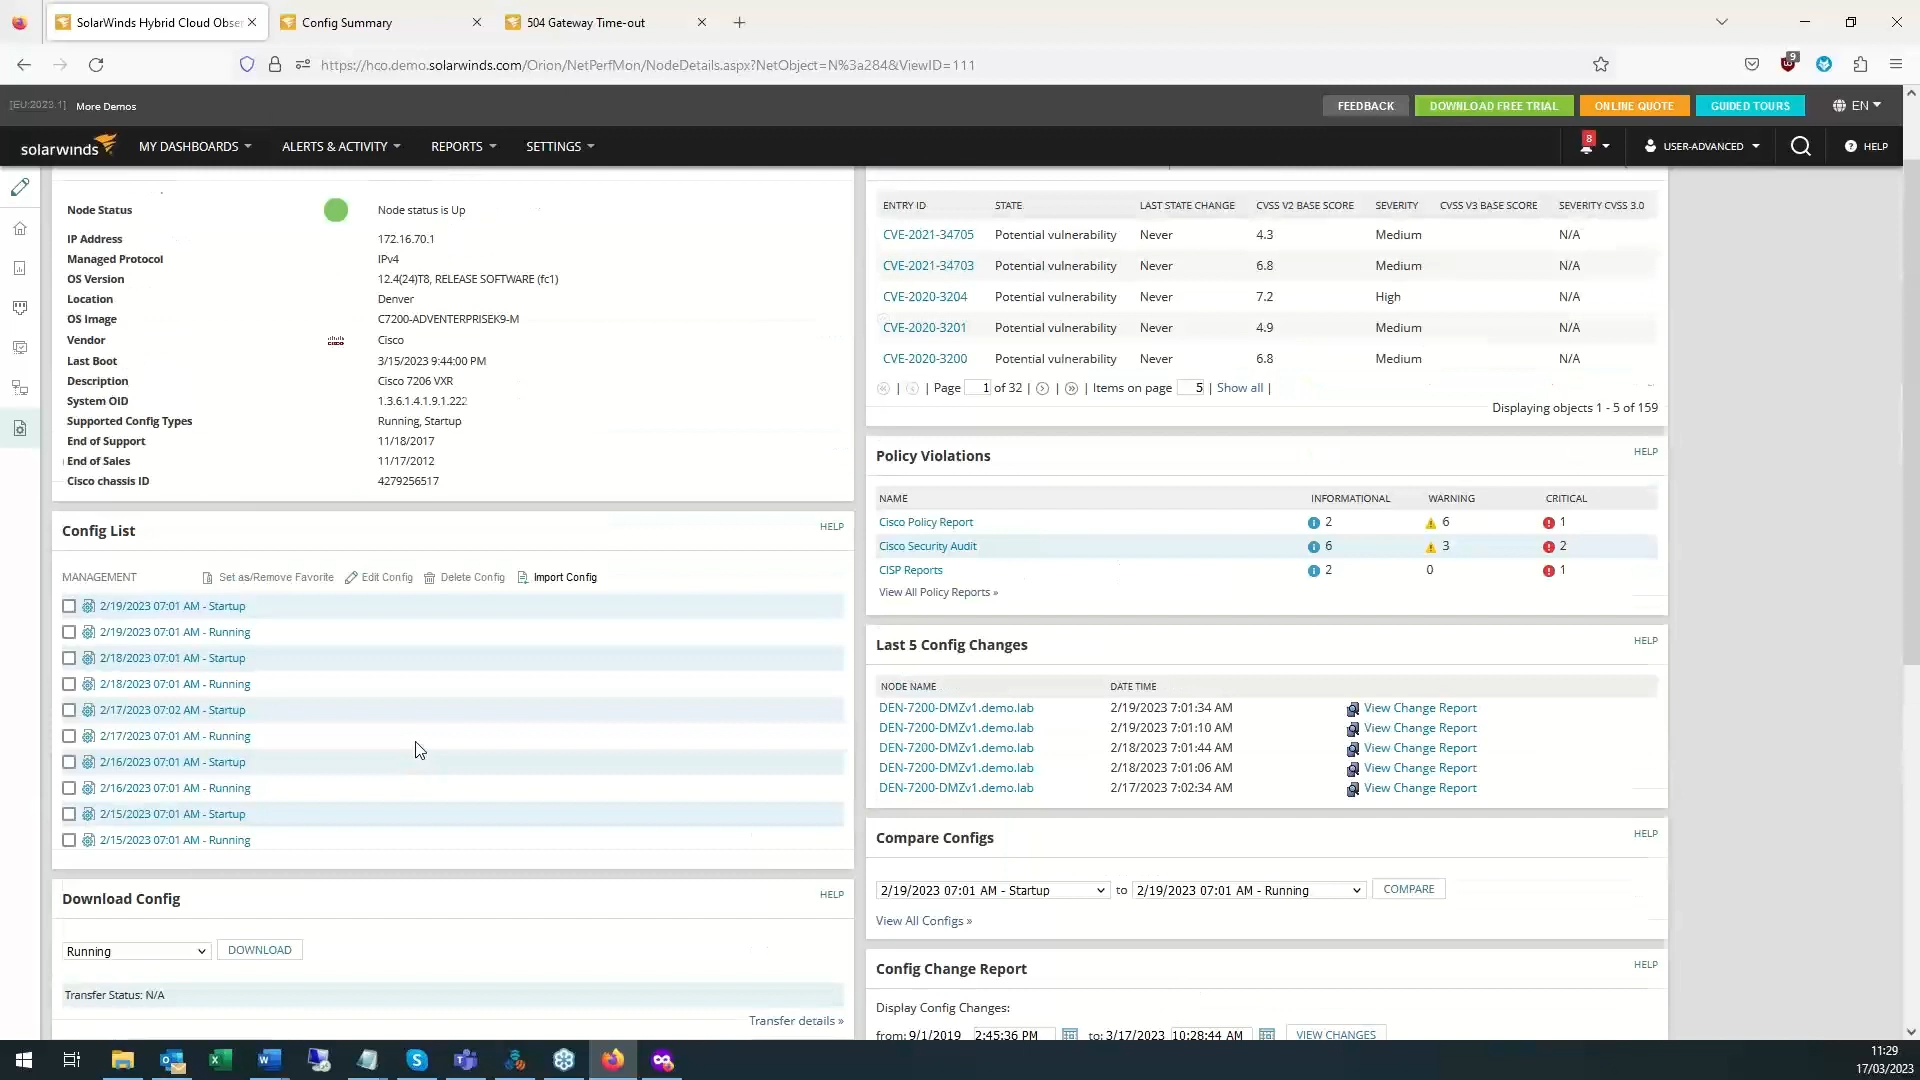 SolarWinds Hybrid Cloud Obser
Config Summary
504 Gateway Time-out
https://hco.demo.solarwinds.com/Orion/NetPerfMon/NodeDetails.aspx?NetObject=N%3a284&ViewID=111
9
[EU:2023.1] More Demos
FEEDBACK
DOWNLOAD FREE TRIAL
ONLINE QUOTE
GUIDED TOURS
EN
solarwinds
MY DASHBOARDS
ALERTS & ACTIVITY
REPORTS
SETTINGS
8
USER-ADVANCED
HELP
Node Status Node status is Up
IP Address 172.16.70.1
Managed Protocol IPv4
OS Version 12.4(24)T8, RELEASE SOFTWARE (fc1)
Location Denver
OS Image C7200-ADVENTERPRISEK9-M
Vendor Cisco
Last Boot 3/15/2023 9:44:00 PM
Description Cisco 7206 VXR
System OID 1.3.6.1.4.1.9.1.222
Supported Config Types Running, Startup
End of Support 11/18/2017
End of Sales 11/17/2012
Cisco chassis ID 4279256517
Config List HELP
MANAGEMENT Set as/Remove Favorite Edit Config Delete Config Import Config
2/19/2023 07:01 AM - Startup
2/19/2023 07:01 AM - Running
2/18/2023 07:01 AM - Startup
2/18/2023 07:01 AM - Running
2/17/2023 07:02 AM - Startup
2/17/2023 07:01 AM - Running
2/16/2023 07:01 AM - Startup
2/16/2023 07:01 AM - Running
2/15/2023 07:01 AM - Startup
2/15/2023 07:01 AM - Running
Download Config HELP
Running DOWNLOAD
Transfer Status: N/A
Transfer details »
ENTRY ID STATE LAST STATE CHANGE CVSS V2 BASE SCORE SEVERITY CVSS V3 BASE SCORE SEVERITY CVSS 3.0
CVE-2021-34705 Potential vulnerability Never 4.3 Medium N/A
CVE-2021-34703 Potential vulnerability Never 6.8 Medium N/A
CVE-2020-3204 Potential vulnerability Never 7.2 High N/A
CVE-2020-3201 Potential vulnerability Never 4.9 Medium N/A
CVE-2020-3200 Potential vulnerability Never 6.8 Medium N/A
| Page 1 of 32 | | Items on page 5 | Show all |
Displaying objects 1 - 5 of 159
Policy Violations HELP
NAME INFORMATIONAL WARNING CRITICAL
Cisco Policy Report 2 6 1
Cisco Security Audit 6 3 2
CISP Reports 2 0 1
View All Policy Reports »
Last 5 Config Changes HELP
NODE NAME DATE TIME
DEN-7200-DMZv1.demo.lab 2/19/2023 7:01:34 AM View Change Report
DEN-7200-DMZv1.demo.lab 2/19/2023 7:01:10 AM View Change Report
DEN-7200-DMZv1.demo.lab 2/18/2023 7:01:44 AM View Change Report
DEN-7200-DMZv1.demo.lab 2/18/2023 7:01:06 AM View Change Report
DEN-7200-DMZv1.demo.lab 2/17/2023 7:02:34 AM View Change Report
Compare Configs HELP
2/19/2023 07:01 AM - Startup to 2/19/2023 07:01 AM - Running COMPARE
View All Configs »
Config Change Report HELP
Display Config Changes:
from: 9/1/2019 2:45:36 PM to: 3/17/2023 10:28:44 AM VIEW CHANGES
11:29
17/03/2023